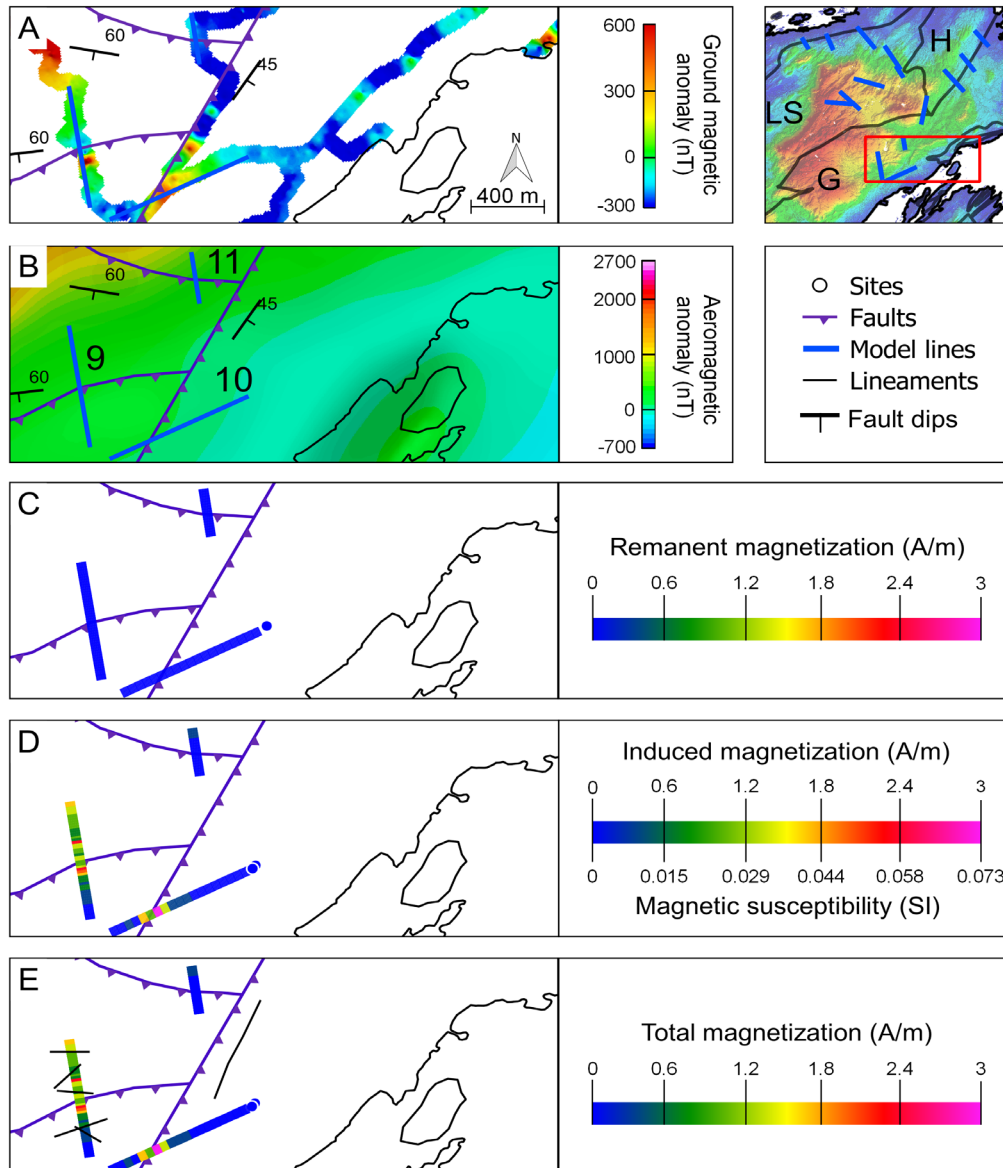 A
60
45
60
N
400 m
600
300
0
-300
Ground magnetic
anomaly (nT)
H
LS
G
B
60
11
45
9
60
10
2700
2000
1000
0
-700
Aeromagnetic
anomaly (nT)
Sites
Faults
Model lines
Lineaments
Fault dips
C
Remanent magnetization (A/m)
0 0.6 1.2 1.8 2.4 3
D
Induced magnetization (A/m)
0 0.6 1.2 1.8 2.4 3
0 0.015 0.029 0.044 0.058 0.073
Magnetic susceptibility (SI)
E
Total magnetization (A/m)
0 0.6 1.2 1.8 2.4 3